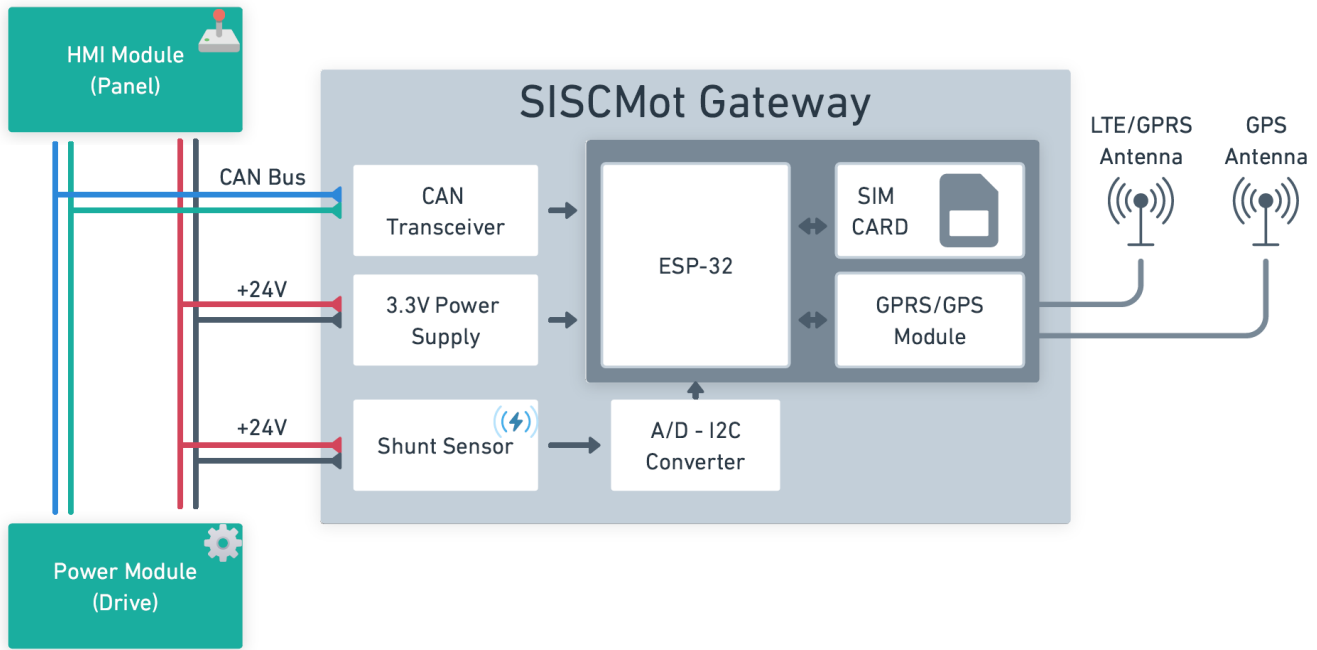 HMI Module
(Panel)
SISCMot Gateway
LTE/GPRS
Antenna
GPS
Antenna
CAN Bus
CAN
Transceiver
SIM
CARD
ESP-32
+24V
3.3V Power
Supply
GPRS/GPS
Module
+24V
Shunt Sensor
A/D - I2C
Converter
Power Module
(Drive)